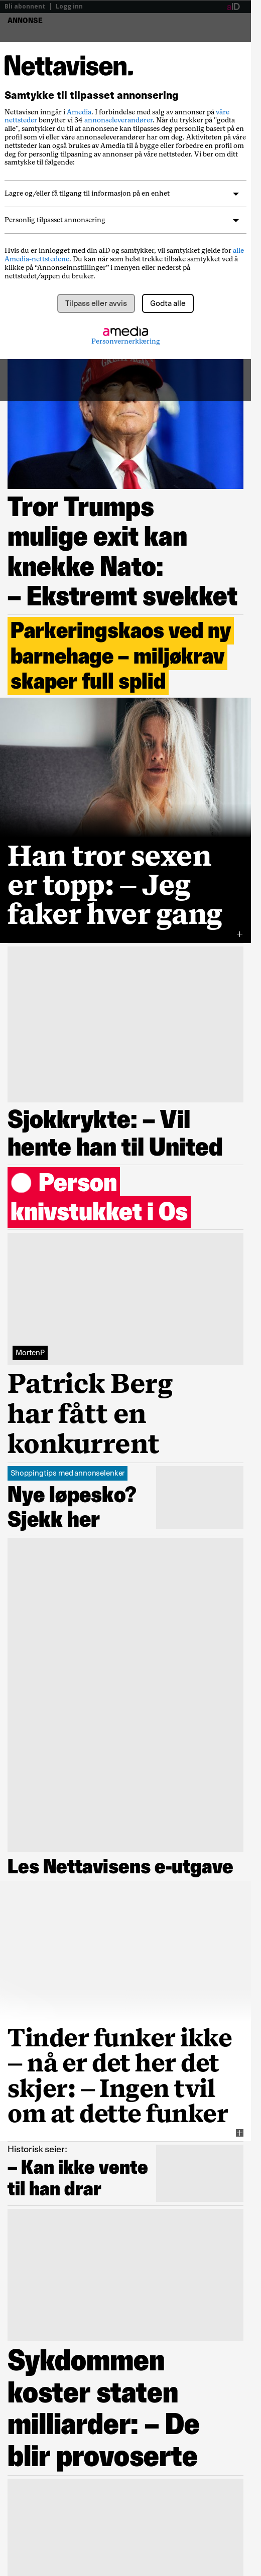 Bli abonnent | Logg inn
aID
ANNONSE
Nettavisen.
Samtykke til tilpasset annonsering
Nettavisen inngår i Amedia. I forbindelse med salg av annonser på våre
nettsteder benytter vi 34 annonseleverandører. Når du trykker på "godta
alle", samtykker du til at annonsene kan tilpasses deg personlig basert på en
profil som vi eller våre annonseleverandører har om deg. Aktiviteten på våre
nettsteder kan også brukes av Amedia til å bygge eller forbedre en profil om
deg for personlig tilpasning av annonser på våre nettsteder. Vi ber om ditt
samtykke til følgende:
Lagre og/eller få tilgang til informasjon på en enhet
Personlig tilpasset annonsering
Hvis du er innlogget med din aID og samtykker, vil samtykket gjelde for alle
Amedia-nettstedene. Du kan når som helst trekke tilbake samtykket ved å
klikke på “Annonseinnstillinger” i menyen eller nederst på
nettstedet/appen du bruker.
Tilpass eller avvis
Godta alle
amedia
Personvernerklæring
Tror Trumps
mulige exit kan
knekke Nato:
– Ekstremt svekket
Parkeringskaos ved ny
barnehage – miljøkrav
skaper full splid
Han tror sexen
er topp: – Jeg
faker hver gang
Sjokkrykte: – Vil
hente han til United
Person
knivstukket i Os
MortenP
Patrick Berg
har fått en
konkurrent
Shoppingtips med annonselenker
Nye løpesko?
Sjekk her
Les Nettavisens e-utgave
Tinder funker ikke
– nå er det her det
skjer: – Ingen tvil
om at dette funker
Historisk seier:
– Kan ikke vente
til han drar
Sykdommen
koster staten
milliarder: – De
blir provoserte